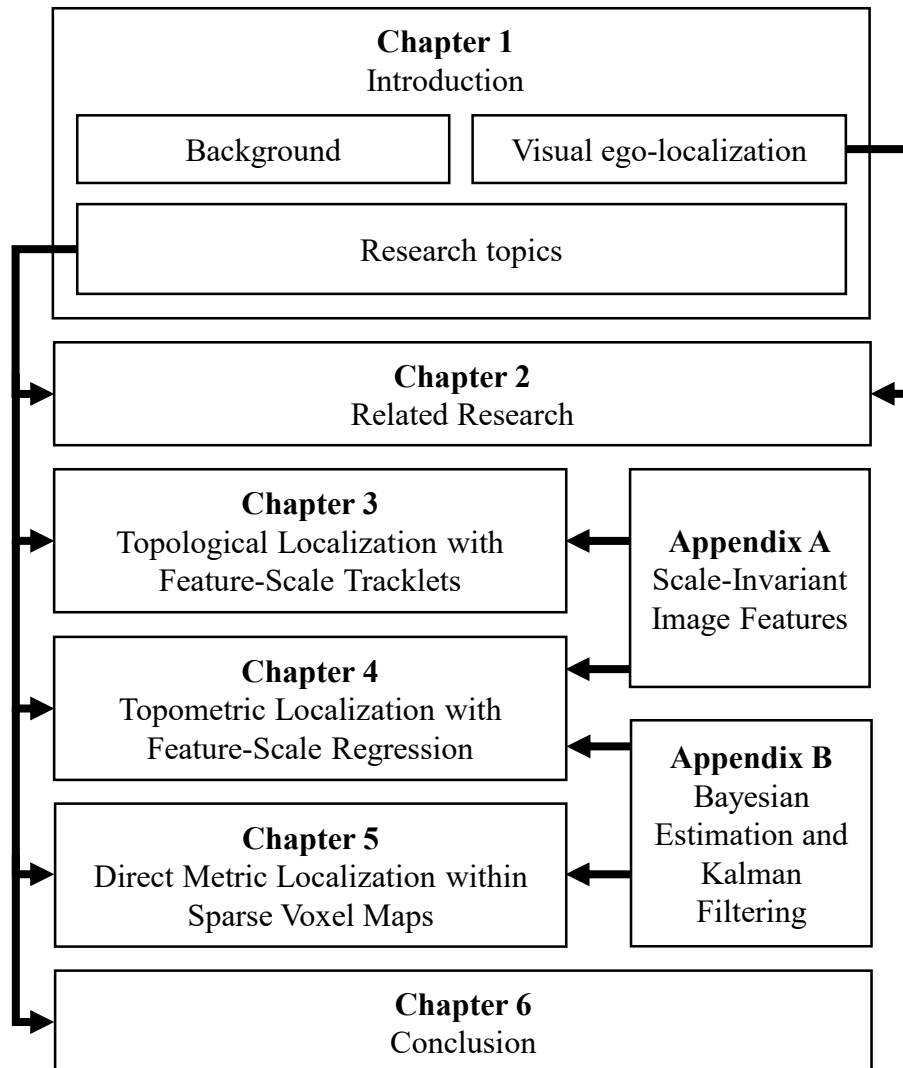 Chapter 1
Introduction
Background
Visual ego-localization
Research topics
Chapter 2
Related Research
Chapter 3
Topological Localization with
Feature-Scale Tracklets
Appendix A
Scale-Invariant
Image Features
Chapter 4
Topometric Localization with
Feature-Scale Regression
Appendix B
Bayesian
Estimation and
Kalman
Filtering
Chapter 5
Direct Metric Localization within
Sparse Voxel Maps
Chapter 6
Conclusion